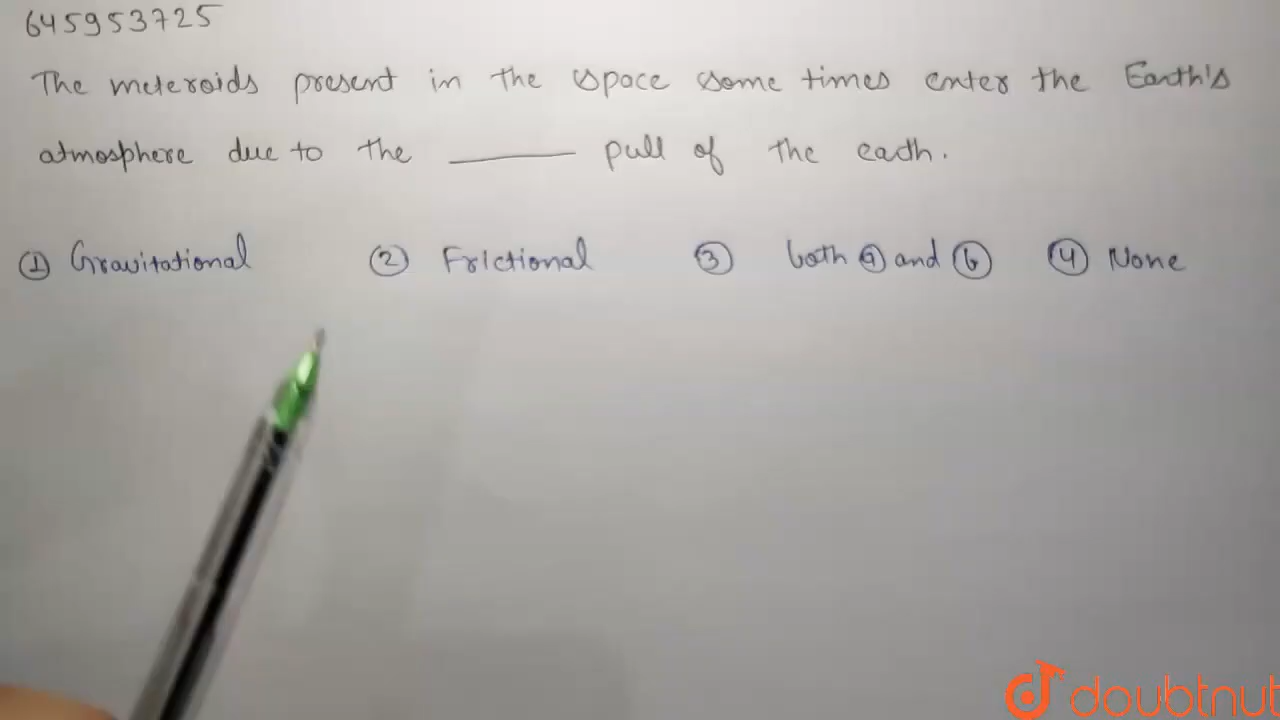 645953725
The meteroids present in the space some times enter the Earth's
atmosphere due to the ______ pull of the earth.
① Gravitational ② Frictional ③ both ⓐ and ⓑ ④ None
doubtnut